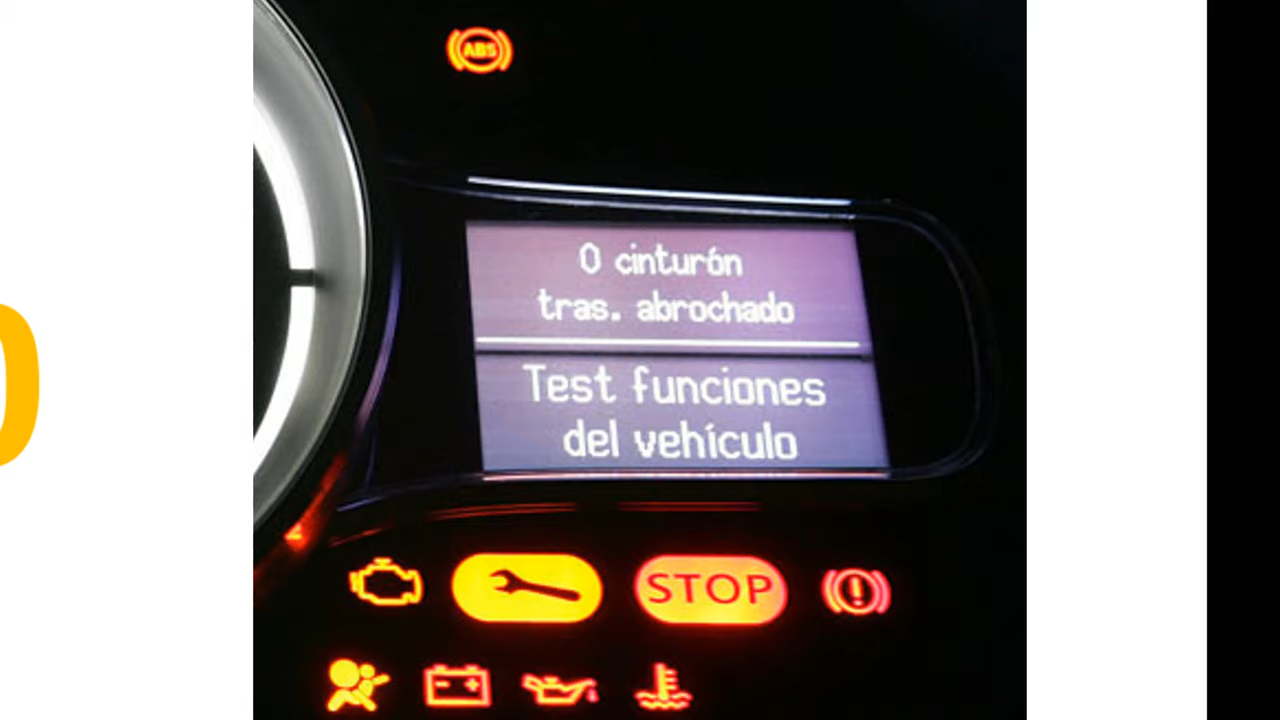 ABS
0 cinturón
tras. abrochado
Test funciones
del vehículo
STOP